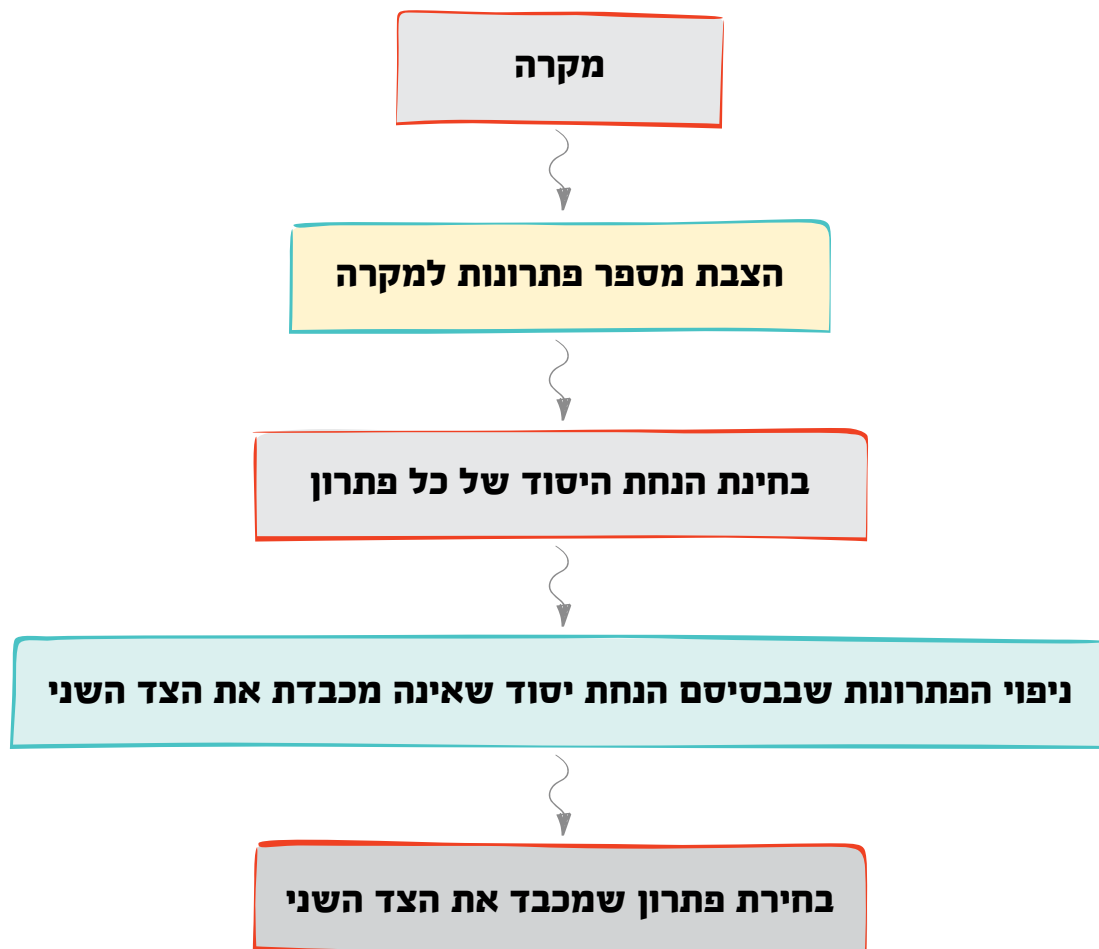 מקרה
הצבת מספר פתרונות למקרה
בחינת הנחת היסוד של כל פתרון
ניפוי הפתרונות שבבסיסם הנחת יסוד שאינה מכבדת את הצד השני
בחירת פתרון שמכבד את הצד השני